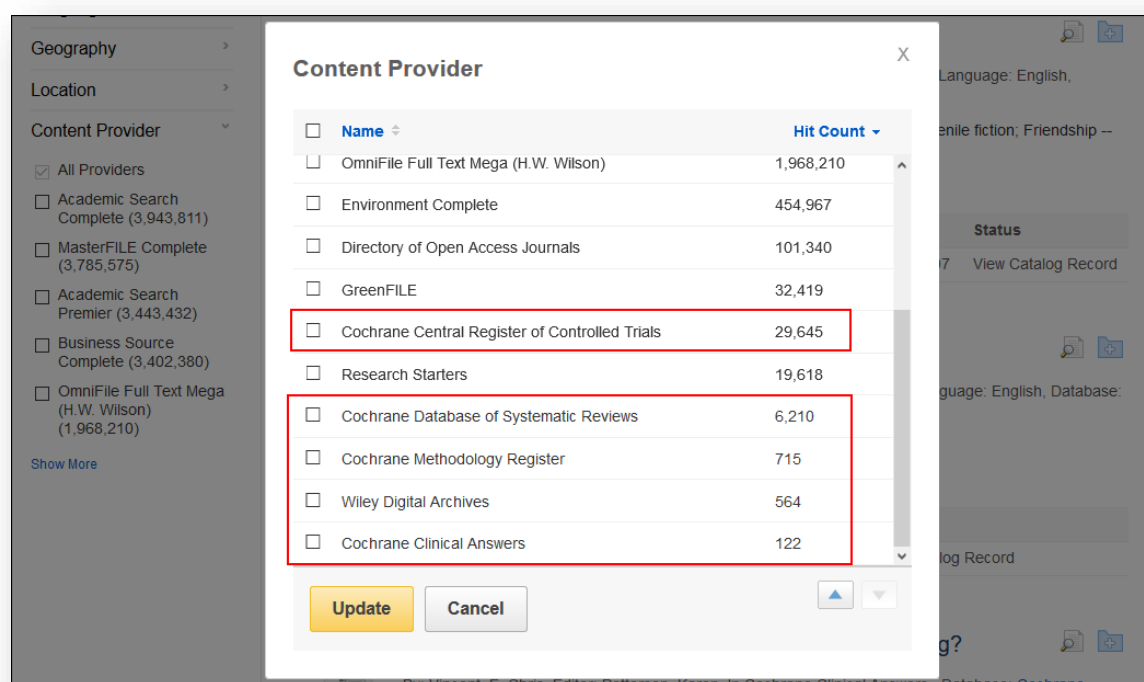 Geography
Location
Content Provider
All Providers
Academic Search
Complete (3,943,811)
MasterFILE Complete
(3,785,575)
Academic Search
Premier (3,443,432)
Business Source
Complete (3,402,380)
OmniFile Full Text Mega
(H.W. Wilson)
(1,968,210)
Show More
Content Provider
X
Name Hit Count
OmniFile Full Text Mega (H.W. Wilson) 1,968,210
Environment Complete 454,967
Directory of Open Access Journals 101,340
GreenFILE 32,419
Cochrane Central Register of Controlled Trials 29,645
Research Starters 19,618
Cochrane Database of Systematic Reviews 6,210
Cochrane Methodology Register 715
Wiley Digital Archives 564
Cochrane Clinical Answers 122
Update Cancel
Language: English,
enile fiction; Friendship --
Status
7 View Catalog Record
guage: English, Database:
log Record
g?